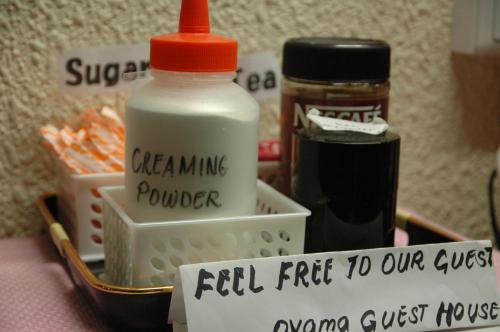 Sugar
Tea
NESCAFÉ
CREAMING
POWDER.
FEEL FREE TO OUR GUEST
OYAMA GUEST HOUSE